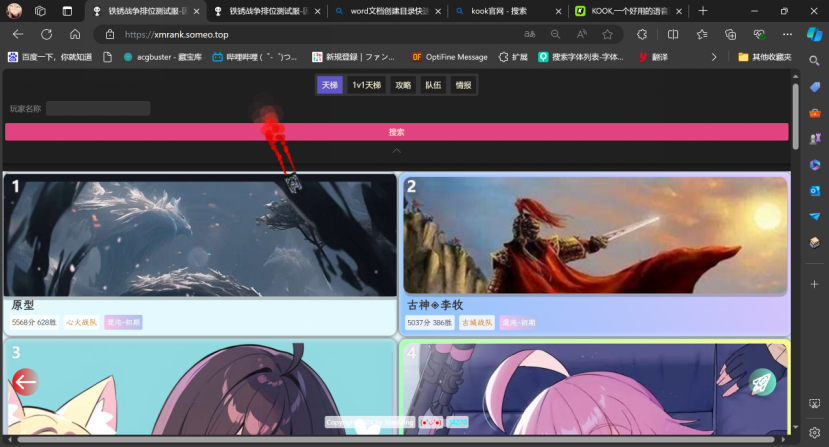 铁锈战争排位测试服-
铁锈战争排位测试服-
word文档创建目录快
kook官网 - 搜索
KOOK,一个好用的语音
https://xmrank.someo.top
百度一下，你就知道
acgbuster - 藏宝库
哔哩哔哩 (゜-゜)つ...
新規登録｜ファン...
OptiFine Message
扩展
搜索字体列表-字体...
翻译
其他收藏夹
天梯
1v1天梯
攻略
队伍
情报
玩家名称
搜索
1
原型
5568分 628胜
心火战队
混沌-初期
2
古神◈李牧
5037分 386胜
古城战队
混沌-初期
3
4